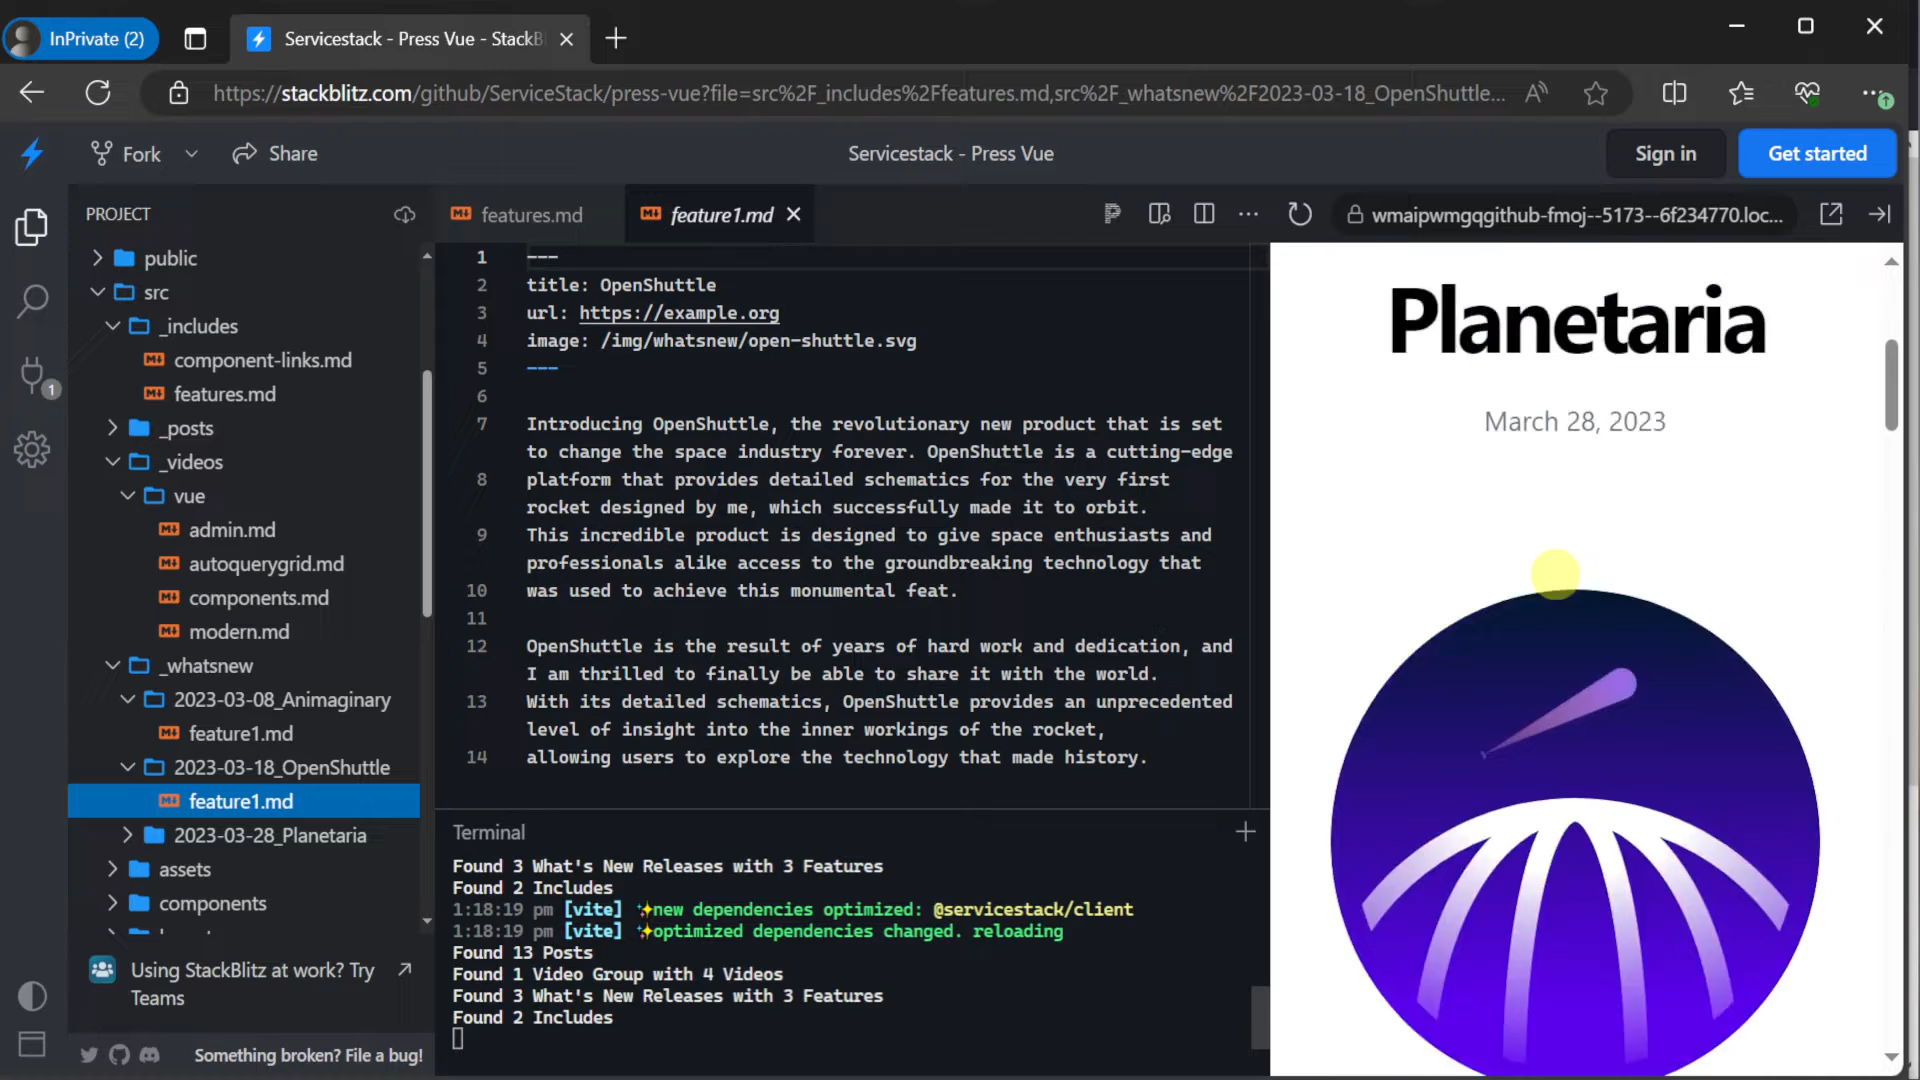 InPrivate (2)
Servicestack - Press Vue - StackB
https://stackblitz.com/github/ServiceStack/press-vue?file=src%2F_includes%2Ffeatures.md,src%2F_whatsnew%2F2023-03-18_OpenShuttle...
Fork
Share
Servicestack - Press Vue
Sign in
Get started
PROJECT
features.md
feature1.md
wmaipwmgqgithub-fmoj--5173--6f234770.loc...
public
src
_includes
component-links.md
features.md
_posts
_videos
vue
admin.md
autoquerygrid.md
components.md
modern.md
_whatsnew
2023-03-08_Animaginary
feature1.md
2023-03-18_OpenShuttle
feature1.md
2023-03-28_Planetaria
assets
components
1
Using StackBlitz at work? Try
Teams
Something broken? File a bug!
1 ---
2 title: OpenShuttle
3 url: https://example.org
4 image: /img/whatsnew/open-shuttle.svg
5 ---
6
7 Introducing OpenShuttle, the revolutionary new product that is set
to change the space industry forever. OpenShuttle is a cutting-edge
8 platform that provides detailed schematics for the very first
rocket designed by me, which successfully made it to orbit.
9 This incredible product is designed to give space enthusiasts and
professionals alike access to the groundbreaking technology that
10 was used to achieve this monumental feat.
11
12 OpenShuttle is the result of years of hard work and dedication, and
I am thrilled to finally be able to share it with the world.
13 With its detailed schematics, OpenShuttle provides an unprecedented
level of insight into the inner workings of the rocket,
14 allowing users to explore the technology that made history.
Terminal
Found 3 What's New Releases with 3 Features
Found 2 Includes
1:18:19 pm [vite] ✨new dependencies optimized: @servicestack/client
1:18:19 pm [vite] ✨optimized dependencies changed. reloading
Found 13 Posts
Found 1 Video Group with 4 Videos
Found 3 What's New Releases with 3 Features
Found 2 Includes
Planetaria
March 28, 2023